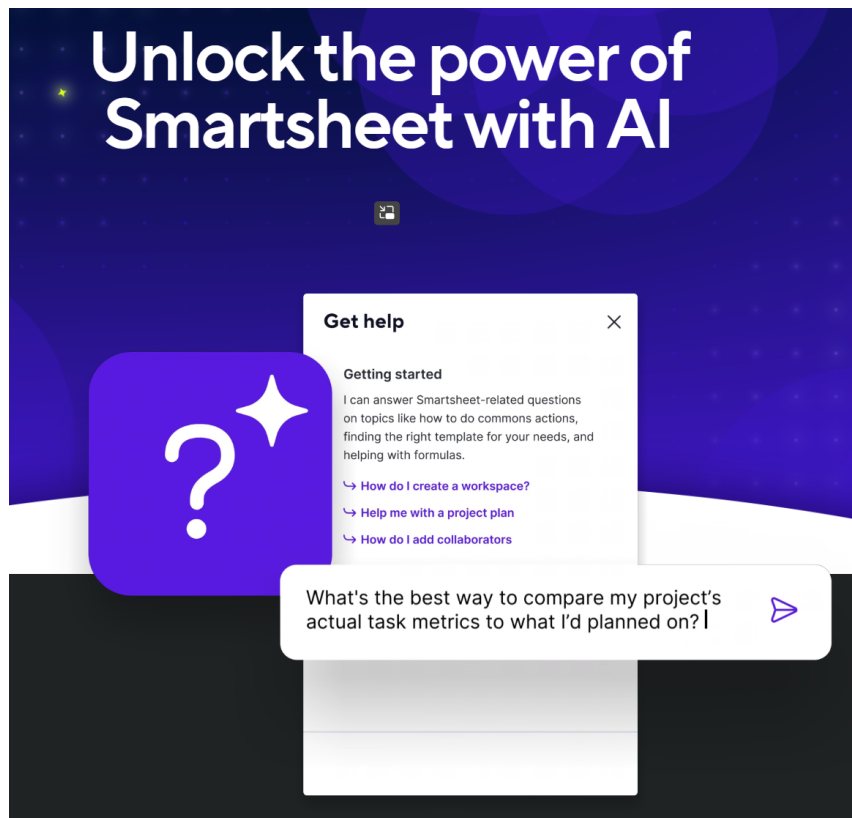 Unlock the power of
Smartsheet with AI
Get help
Getting started
I can answer Smartsheet-related questions
on topics like how to do commons actions,
finding the right template for your needs, and
helping with formulas.
How do I create a workspace?
Help me with a project plan
How do I add collaborators
What's the best way to compare my project’s
actual task metrics to what I’d planned on?